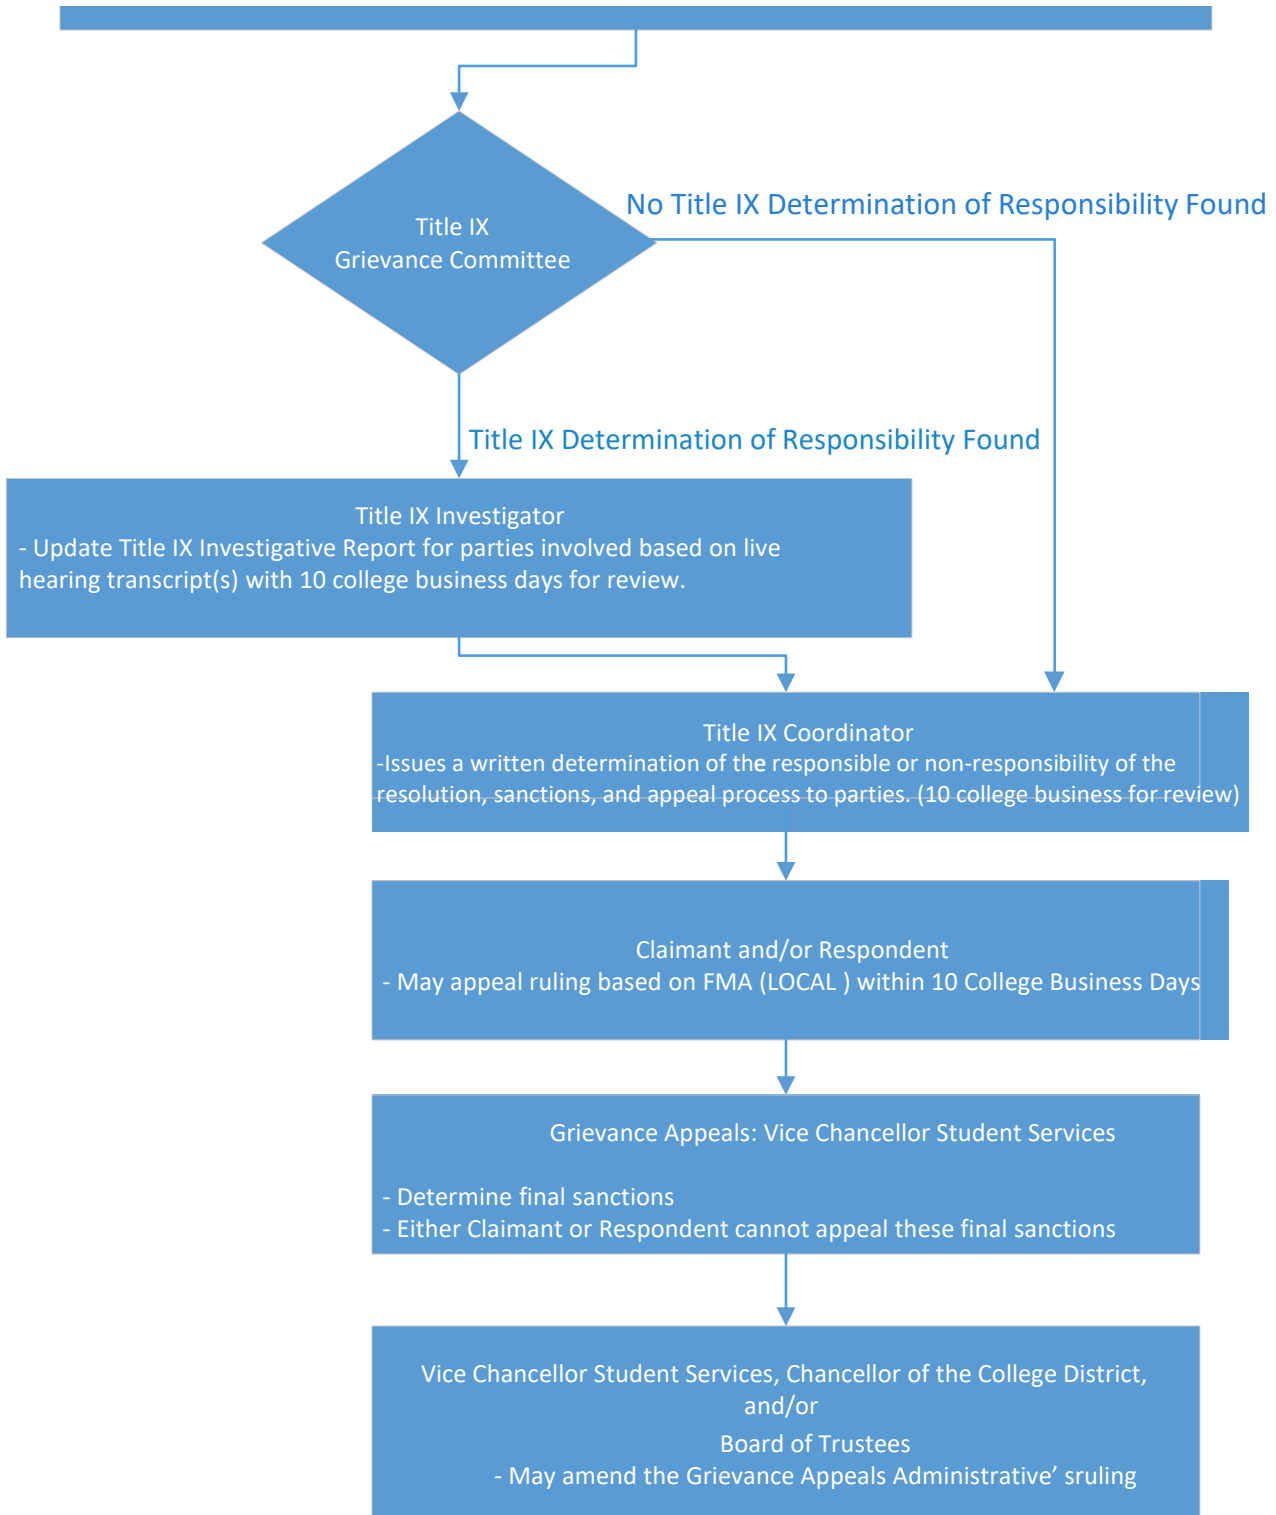 No Title IX Determination of Responsibility Found
Title IX
Grievance Committee
Title IX Determination of Responsibility Found
Title IX Investigator
- Update Title IX Investigative Report for parties involved based on live
hearing transcript(s) with 10 college business days for review.
Title IX Coordinator
-Issues a written determination of the responsible or non-responsibility of the
resolution, sanctions, and appeal process to parties. (10 college business for review)
Claimant and/or Respondent
- May appeal ruling based on FMA (LOCAL ) within 10 College Business Days
Grievance Appeals: Vice Chancellor Student Services
- Determine final sanctions
- Either Claimant or Respondent cannot appeal these final sanctions
Vice Chancellor Student Services, Chancellor of the College District,
and/or
Board of Trustees
- May amend the Grievance Appeals Administrative’ sruling